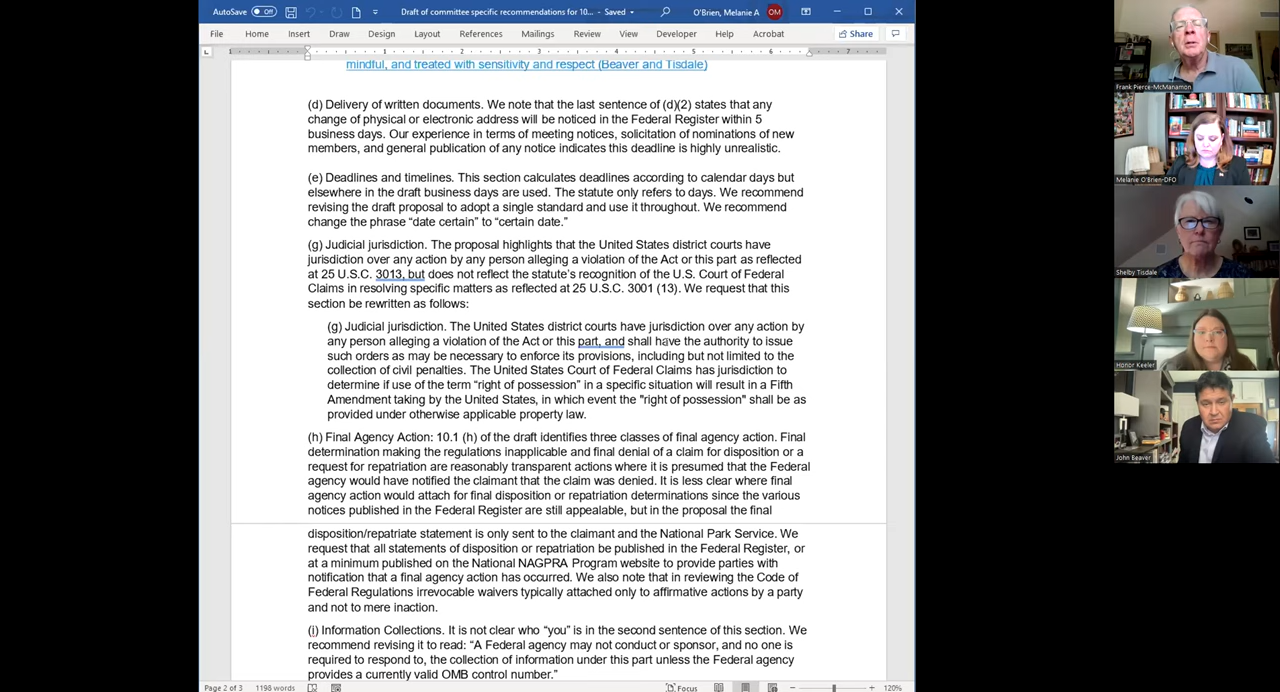 AutoSave Off Draft of committee specific recommendations for 10... - Saved O'Brien, Melanie A OM
File Home Insert Draw Design Layout References Mailings Review View Developer Help Acrobat Share
1 1 2 3 4 5 6 7
mindful, and treated with sensitivity and respect (Beaver and Tisdale)
(d) Delivery of written documents. We note that the last sentence of (d)(2) states that any
change of physical or electronic address will be noticed in the Federal Register within 5
business days. Our experience in terms of meeting notices, solicitation of nominations of new
members, and general publication of any notice indicates this deadline is highly unrealistic.
(e) Deadlines and timelines. This section calculates deadlines according to calendar days but
elsewhere in the draft business days are used. The statute only refers to days. We recommend
revising the draft proposal to adopt a single standard and use it throughout. We recommend
change the phrase “date certain” to “certain date.”
(g) Judicial jurisdiction. The proposal highlights that the United States district courts have
jurisdiction over any action by any person alleging a violation of the Act or this part as reflected
at 25 U.S.C. 3013, but does not reflect the statute’s recognition of the U.S. Court of Federal
Claims in resolving specific matters as reflected at 25 U.S.C. 3001 (13). We request that this
section be rewritten as follows:
(g) Judicial jurisdiction. The United States district courts have jurisdiction over any action by
any person alleging a violation of the Act or this part, and shall have the authority to issue
such orders as may be necessary to enforce its provisions, including but not limited to the
collection of civil penalties. The United States Court of Federal Claims has jurisdiction to
determine if use of the term “right of possession” in a specific situation will result in a Fifth
Amendment taking by the United States, in which event the "right of possession" shall be as
provided under otherwise applicable property law.
(h) Final Agency Action: 10.1 (h) of the draft identifies three classes of final agency action. Final
determination making the regulations inapplicable and final denial of a claim for disposition or a
request for repatriation are reasonably transparent actions where it is presumed that the Federal
agency would have notified the claimant that the claim was denied. It is less clear where final
agency action would attach for final disposition or repatriation determinations since the various
notices published in the Federal Register are still appealable, but in the proposal the final
disposition/repatriate statement is only sent to the claimant and the National Park Service. We
request that all statements of disposition or repatriation be published in the Federal Register, or
at a minimum published on the National NAGPRA Program website to provide parties with
notification that a final agency action has occurred. We also note that in reviewing the Code of
Federal Regulations irrevocable waivers typically attached only to affirmative actions by a party
and not to mere inaction.
(i) Information Collections. It is not clear who “you” is in the second sentence of this section. We
recommend revising it to read: “A Federal agency may not conduct or sponsor, and no one is
required to respond to, the collection of information under this part unless the Federal agency
provides a currently valid OMB control number.”
Page 2 of 3 1198 words Focus 120%
Frank Pierce-McManamon
Melanie O'Brien-DFO
Shelby Tisdale
Honor Keeler
John Beaver